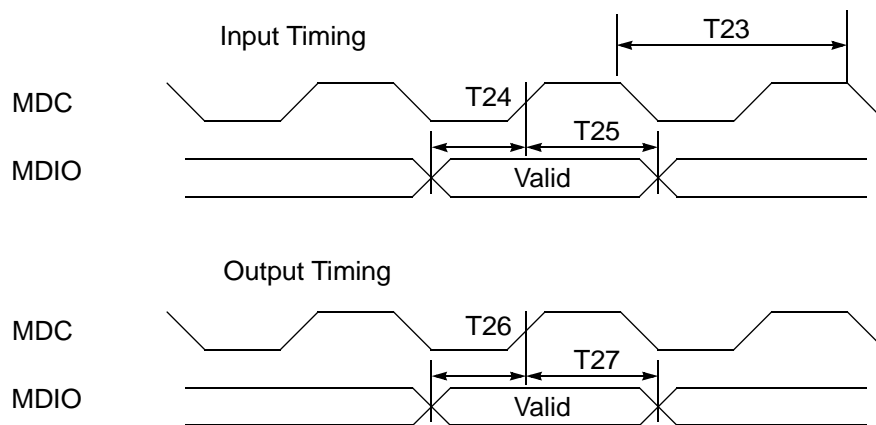 Input Timing
T23
MDC
T24
T25
MDIO
Valid
Output Timing
MDC
T26
T27
MDIO
Valid